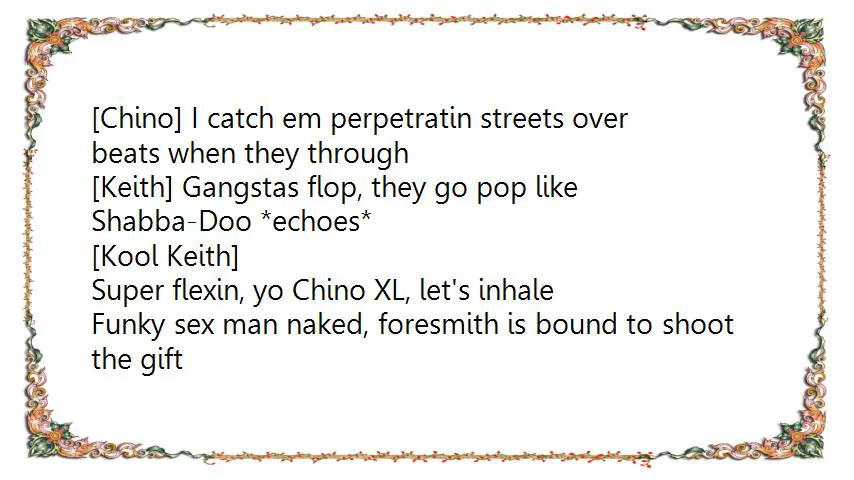 [Chino] I catch em perpetratin streets over
beats when they through
[Keith] Gangstas flop, they go pop like
Shabba-Doo *echoes*
[Kool Keith]
Super flexin, yo Chino XL, let's inhale
Funky sex man naked, foresmith is bound to shoot
the gift